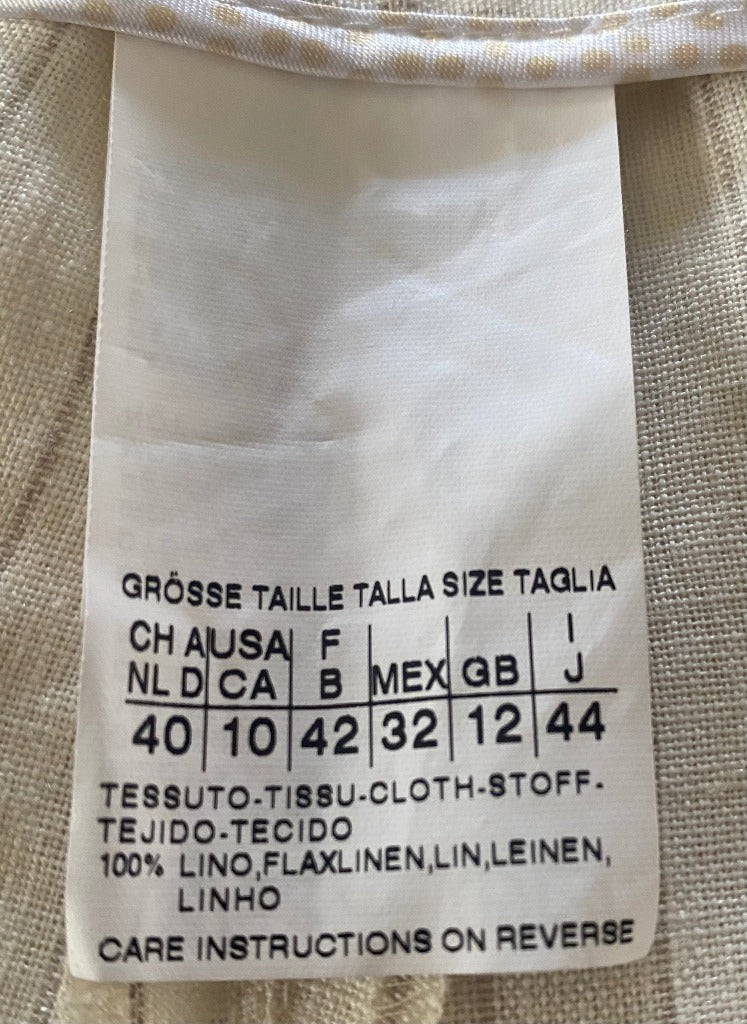 GRÖSSE TAILLE TALLA SIZE TAGLIA
CH A USA F I
NL D CA B MEX GB J
40 10 42 32 12 44
TESSUTO-TISSU-CLOTH-STOFF-
TEJIDO-TECIDO
100% LINO,FLAXLINEN,LIN,LEINEN,
LINHO
CARE INSTRUCTIONS ON REVERSE